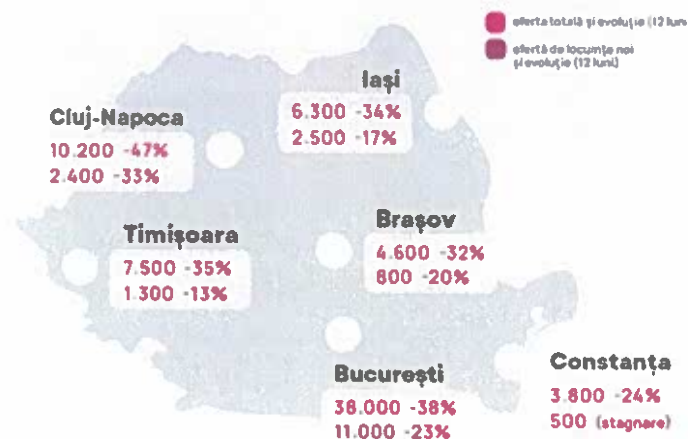 oferta totală și evoluție (12 luni
ofertă de locuințe noi
și evoluție (12 luni)
Iași
6.300 -34%
2.500 -17%
Cluj-Napoca
10.200 -47%
2.400 -33%
Brașov
4.600 -32%
800 -20%
Timișoara
7.500 -35%
1.300 -13%
București
38.000 -38%
11.000 -23%
Constanța
3.800 -24%
500 (stagnare)